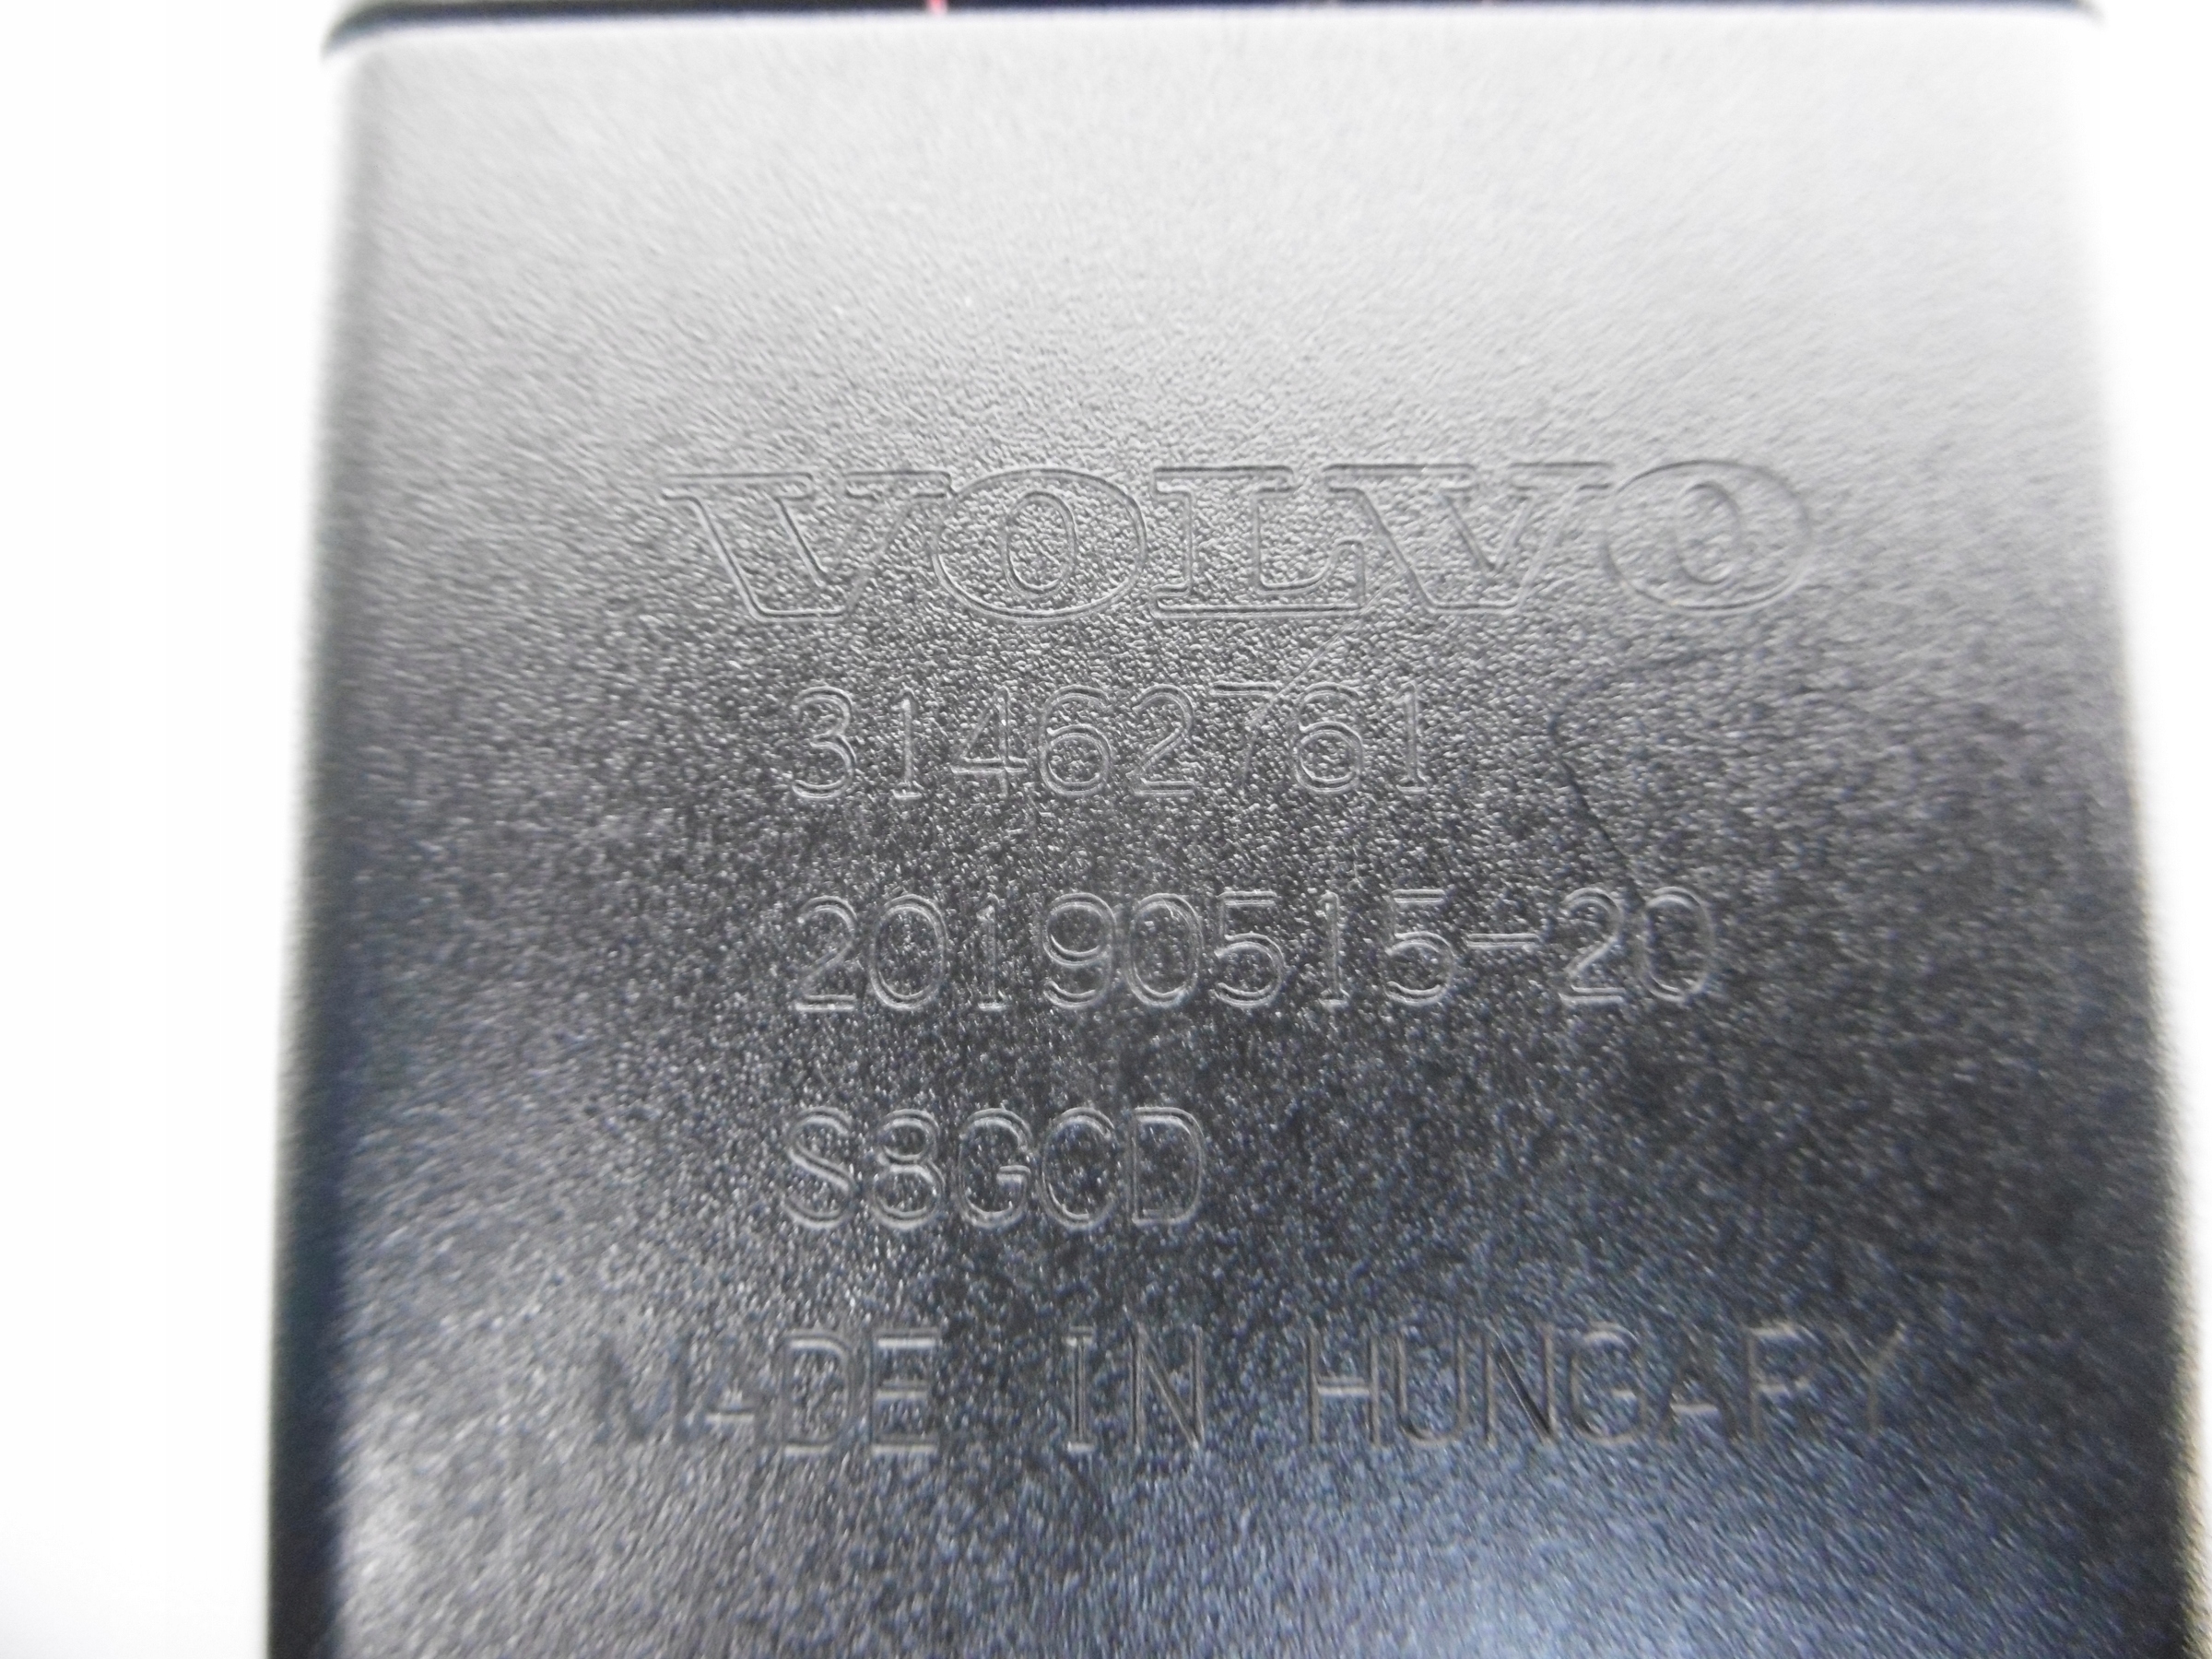 VOLVO
31462761
20190515-20
S8GCD
MADE IN HUNGARY